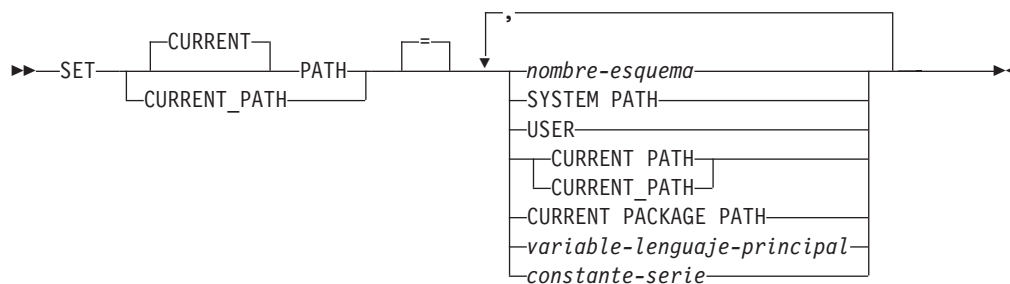 ,
CURRENT =
SET PATH nombre-esquema
CURRENT_PATH SYSTEM PATH
USER
CURRENT PATH
CURRENT_PATH
CURRENT PACKAGE PATH
variable-lenguaje-principal
constante-serie